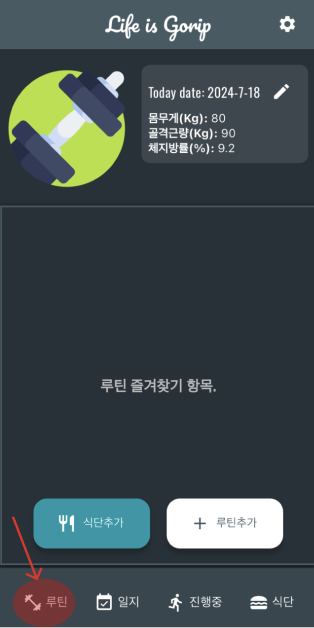 Life is Gorip
Today date: 2024-7-18
몸무게(Kg): 80
골격근량(Kg): 90
체지방률(%): 9.2
루틴 즐겨찾기 항목.
식단추가
루틴추가
루틴
일지
진행중
식단